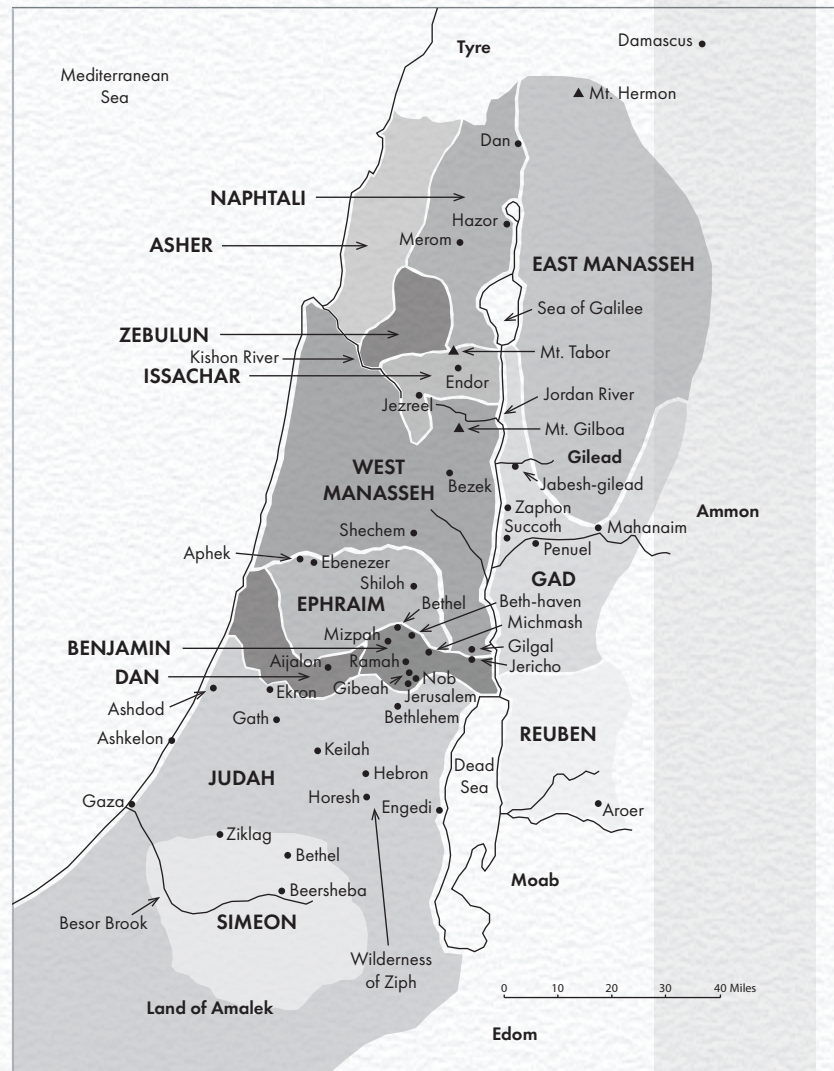 Tyre
Damascus
Mediterranean
Sea
Mt. Hermon
Dan
NAPHTALI
Hazor
ASHER
Merom
EAST MANASSEH
Sea of Galilee
ZEBULUN
Kishon River
Mt. Tabor
ISSACHAR
Endor
Jezreel
Jordan River
Mt. Gilboa
Gilead
WEST
MANASSEH
Bezek
Jabesh-gilead
Zaphon
Ammon
Succoth
Mahanaim
Shechem
Penuel
Aphek
Ebenezer
Shiloh
GAD
EPHRAIM
Bethel
Beth-haven
Michmash
Mizpah
BENJAMIN
Gilgal
Aijalon
Ramah
Jericho
DAN
Gibeah
Nob
Ekron
Jerusalem
Ashdod
Gath
Bethlehem
Ashkelon
REUBEN
Keilah
Dead
Sea
JUDAH
Hebron
Gaza
Horesh
Engedi
Aroer
Ziklag
Bethel
Moab
Beersheba
Besor Brook
SIMEON
Wilderness
of Ziph
Land of Amalek
0 10 20 30 40 Miles
Edom